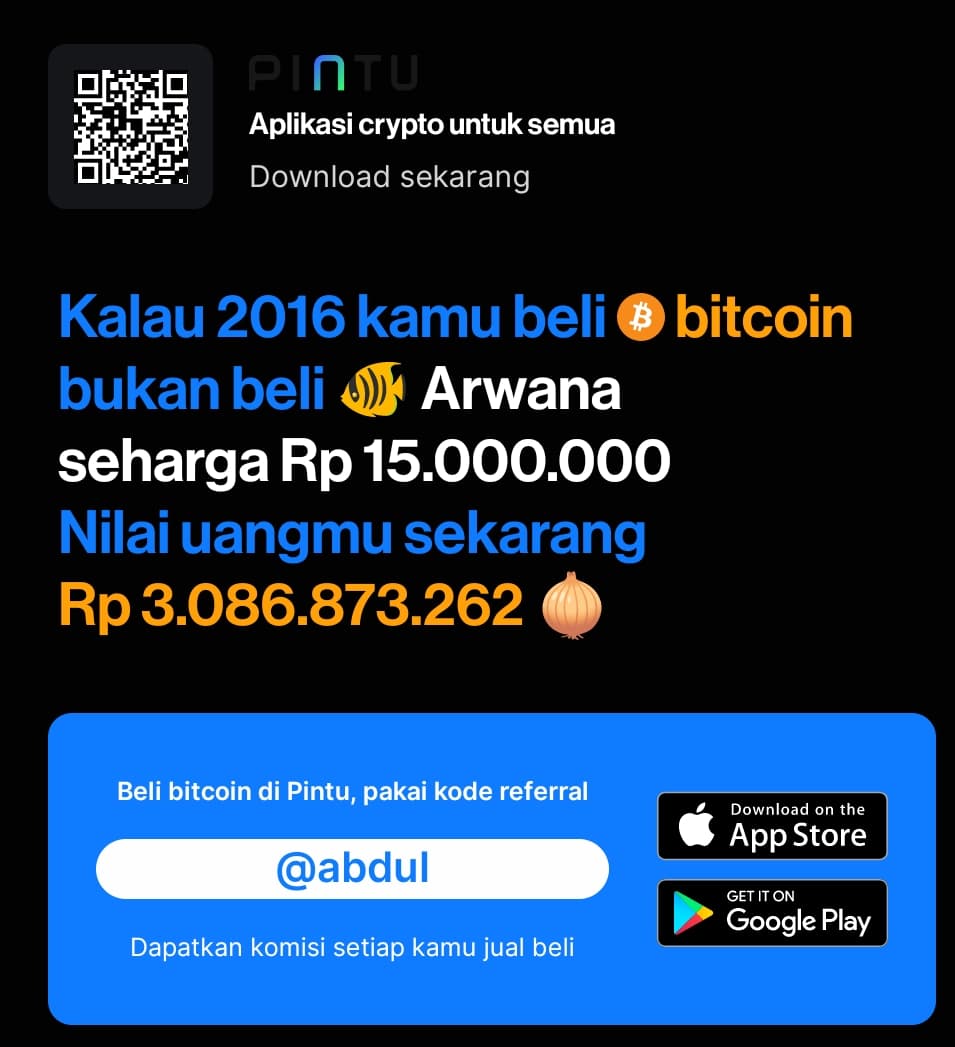 PINTU
Aplikasi crypto untuk semua
Download sekarang
Kalau 2016 kamu beli bitcoin
bukan beli Arwana
seharga Rp 15.000.000
Nilai uangmu sekarang
Rp 3.086.873.262
Beli bitcoin di Pintu, pakai kode referral
@abdul
Dapatkan komisi setiap kamu jual beli
Download on the
App Store
GET IT ON
Google Play